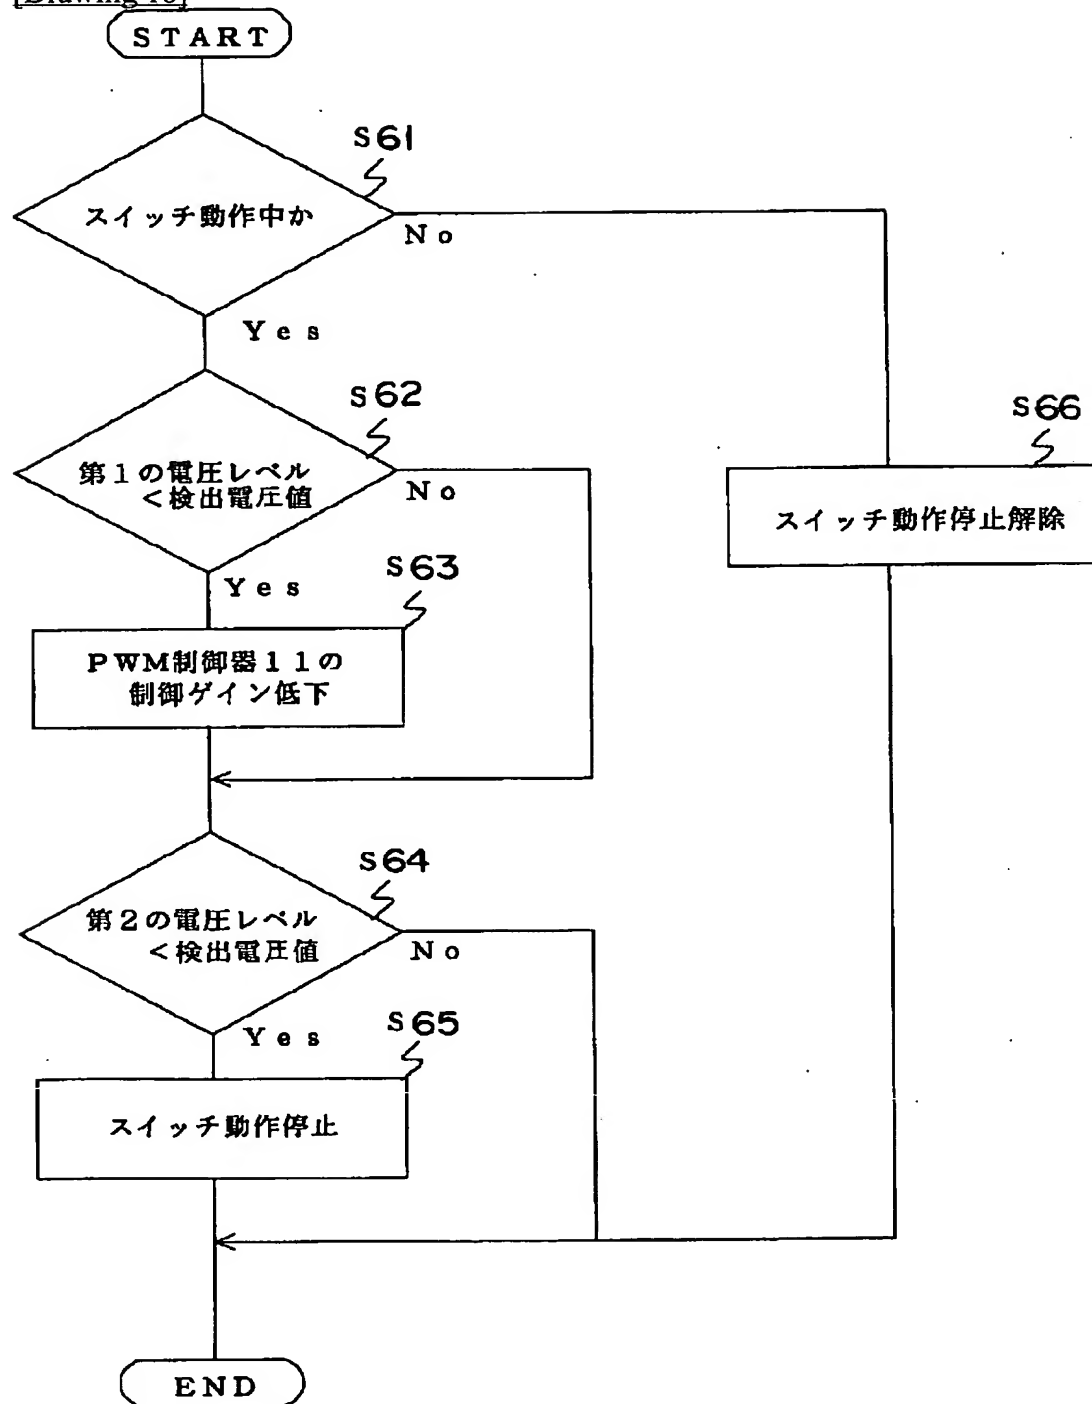 START
S61
スイッチ動作中か
No
Yes
S62
第1の電圧レベル
<検出電圧値
No
Yes
S66
スイッチ動作停止解除
S63
PWM制御器11の
制御ゲイン低下
S64
第2の電圧レベル
<検出電圧値
No
Yes
S65
スイッチ動作停止
END